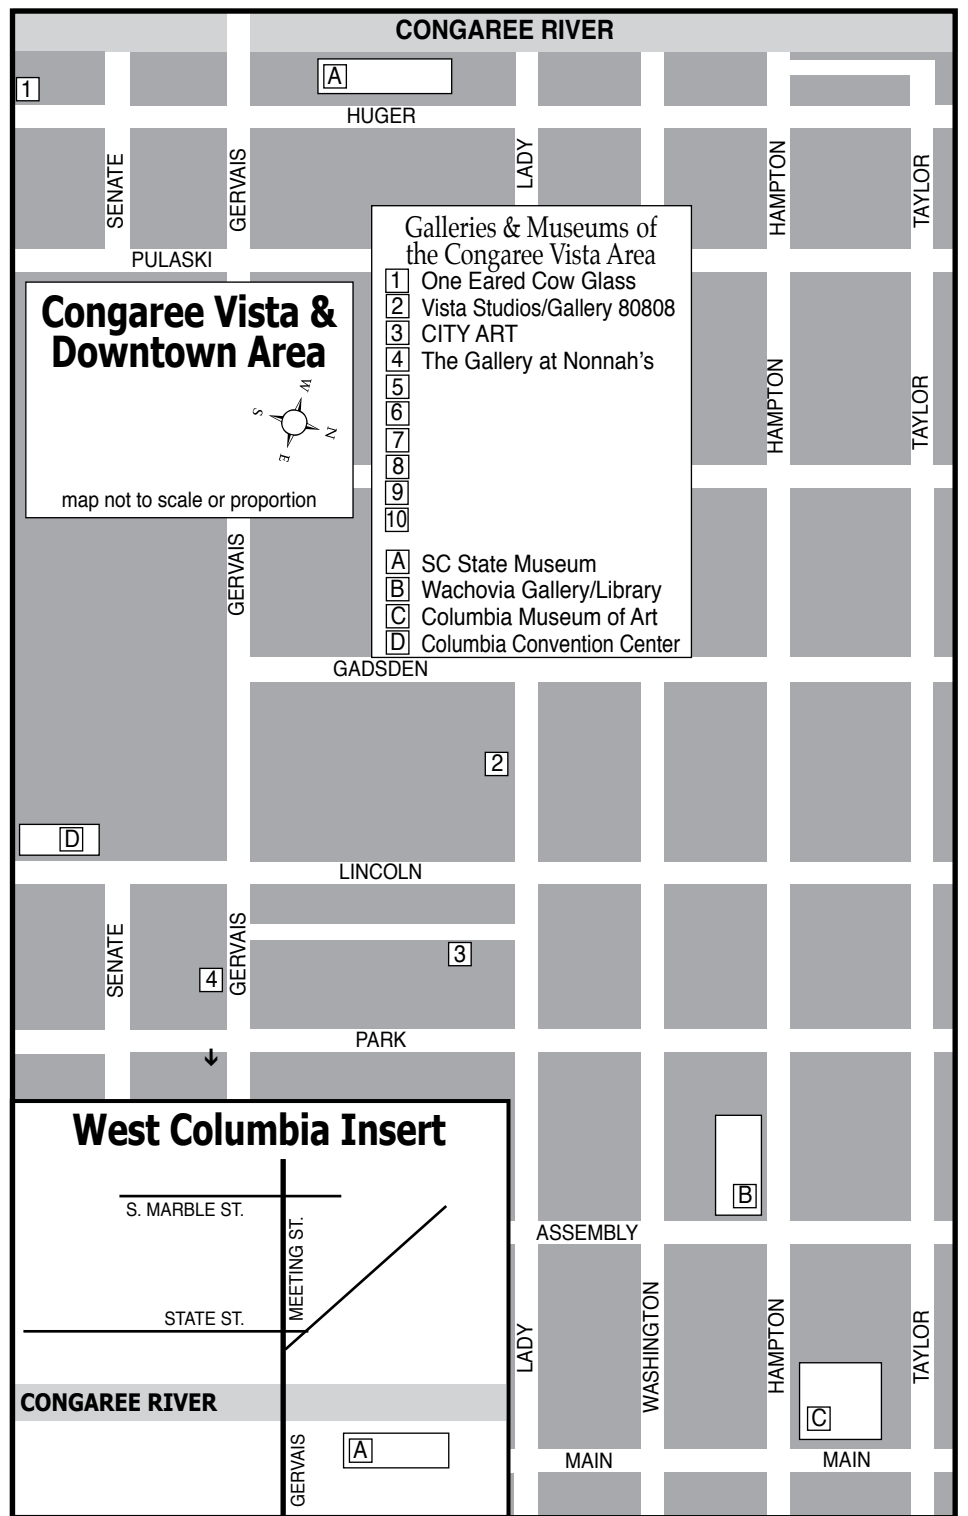 CONGAREE RIVER
1
A
HUGER
SENATE
GERVAIS
LADY
HAMPTON
TAYLOR
PULASKI
Galleries & Museums of
the Congaree Vista Area
1 One Eared Cow Glass
2 Vista Studios/Gallery 80808
3 CITY ART
4 The Gallery at Nonnah's
5
6
7
8
9
10
A SC State Museum
B Wachovia Gallery/Library
C Columbia Museum of Art
D Columbia Convention Center
Congaree Vista &
Downtown Area
W
S
N
E
map not to scale or proportion
HAMPTON
TAYLOR
GERVAIS
GADSDEN
2
D
LINCOLN
SENATE
4
GERVAIS
3
PARK
B
ASSEMBLY
LADY
WASHINGTON
HAMPTON
TAYLOR
C
MAIN
MAIN
West Columbia Insert
S. MARBLE ST.
MEETING ST.
STATE ST.
CONGAREE RIVER
GERVAIS
A